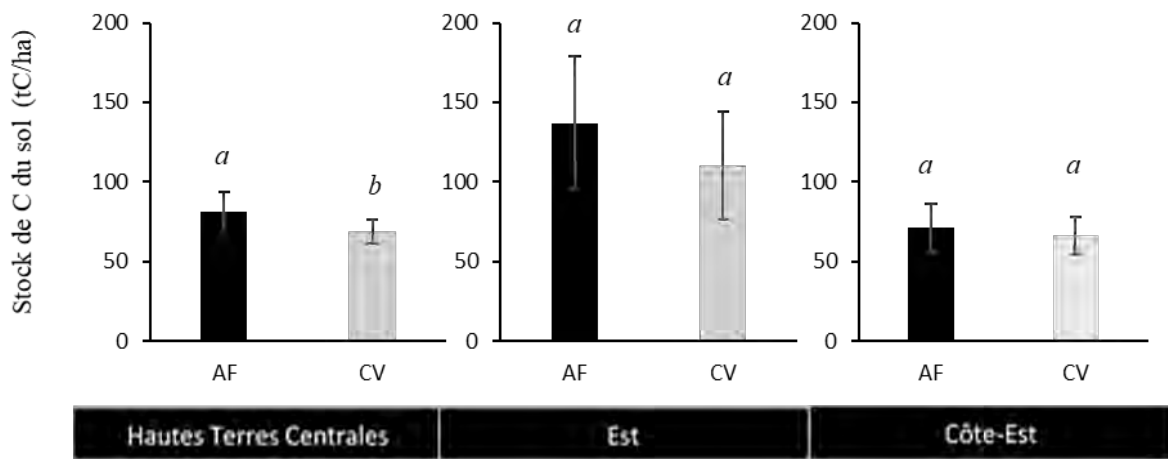 Stock de C du sol (tC/ha)
200
150
100
50
0
a
b
AF
CV
200
150
100
50
0
a
a
AF
CV
200
150
100
50
0
a
a
AF
CV
Hautes Terres Centrales
Est
Côte-Est